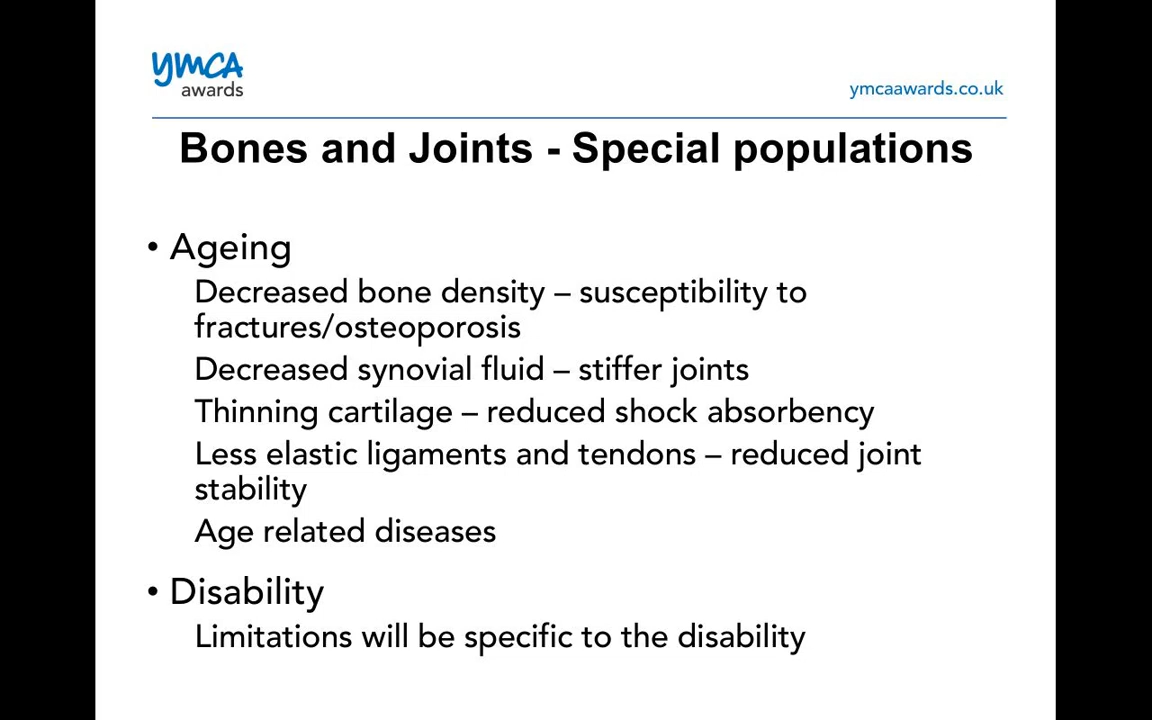 ymca
awards
ymcaawards.co.uk
Bones and Joints - Special populations
• Ageing
Decreased bone density – susceptibility to
fractures/osteoporosis
Decreased synovial fluid – stiffer joints
Thinning cartilage – reduced shock absorbency
Less elastic ligaments and tendons – reduced joint
stability
Age related diseases
• Disability
Limitations will be specific to the disability